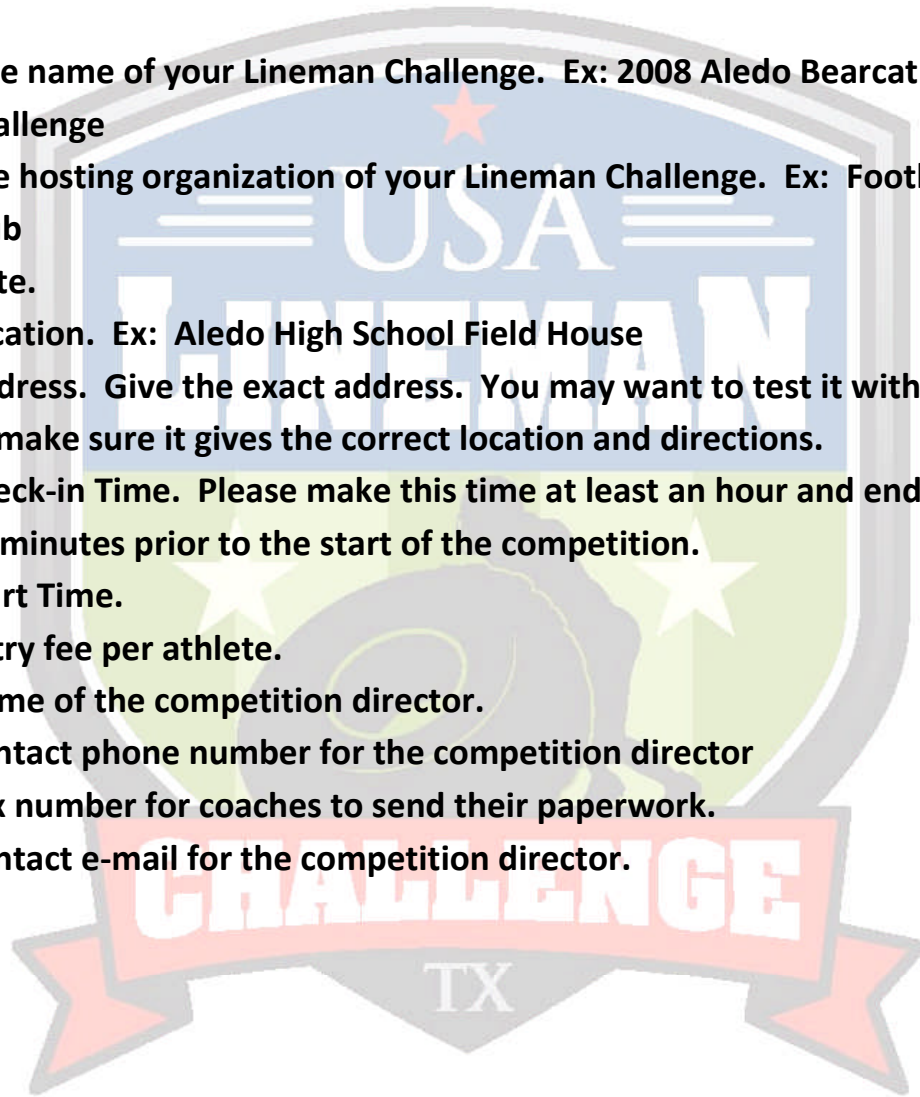 e name of your Lineman Challenge. Ex: 2008 Aledo Bearcat
allenge
e hosting organization of your Lineman Challenge. Ex: Footl
b
te.
cation. Ex: Aledo High School Field House
dress. Give the exact address. You may want to test it with
make sure it gives the correct location and directions.
eck-in Time. Please make this time at least an hour and end
minutes prior to the start of the competition.
rt Time.
try fee per athlete.
me of the competition director.
ntact phone number for the competition director
x number for coaches to send their paperwork.
ntact e-mail for the competition director.
USA
LINEMAN
CHALLENGE
TX